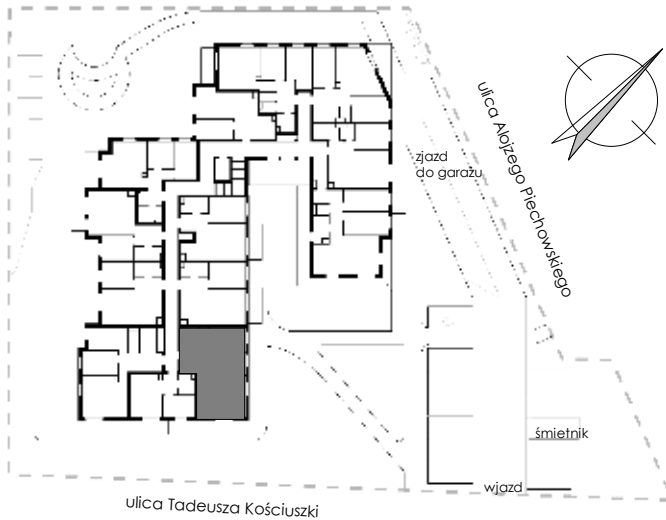 ulica Alojzego Piechowskiego
zjazd
do garażu
śmietnik
wjazd
ulica Tadeusza Kościuszki